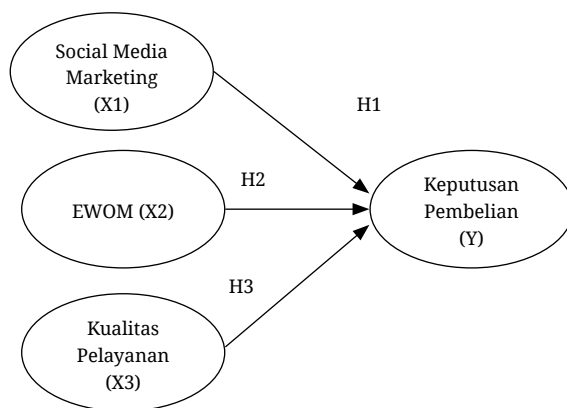 Social Media
Marketing
(X1)
H1
H2
EWOM (X2)
Keputusan
Pembelian
(Y)
H3
Kualitas
Pelayanan
(X3)